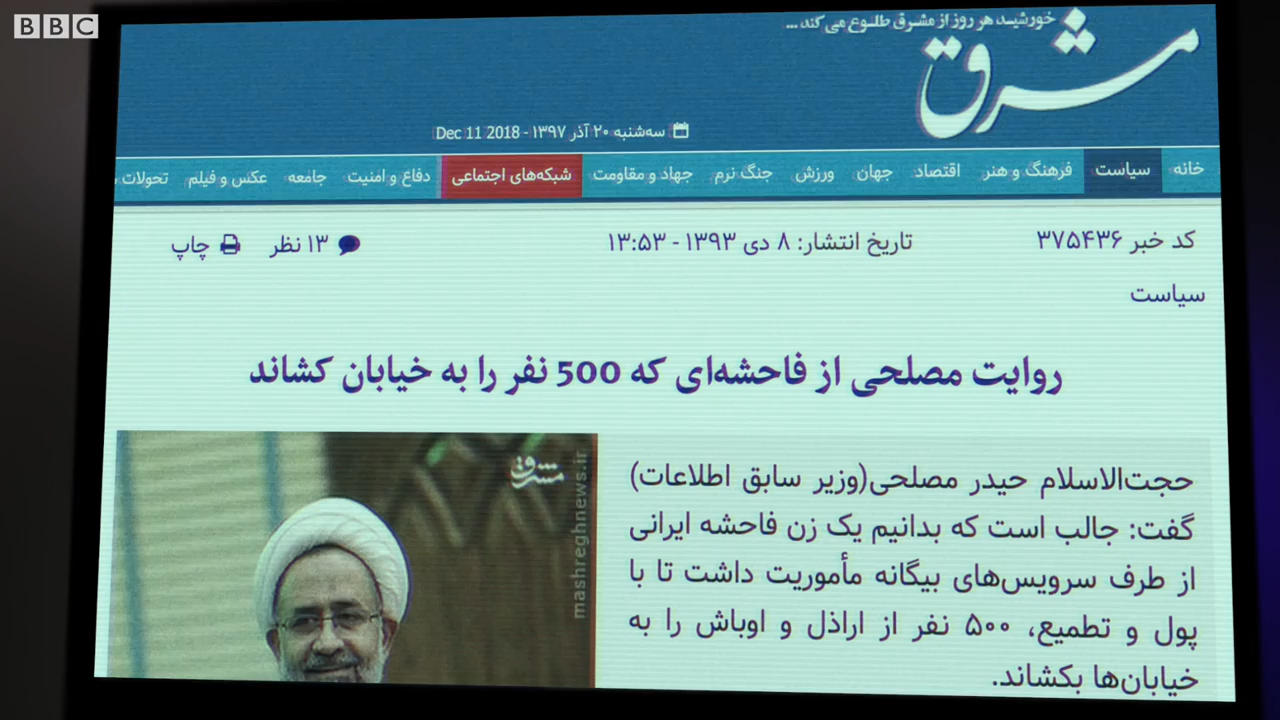 BBC
خورشید هر روز از مشرق طلوع می کند ...
مشرق
سه‌شنبه ۲۰ آذر ۱۳۹۷ - Dec 11 2018
خانه سیاست فرهنگ و هنر اقتصاد جهان ورزش جنگ نرم جهاد و مقاومت شبکه‌های اجتماعی دفاع و امنیت جامعه عکس و فیلم تحولات
کد خبر ۳۷۵۴۳۶ تاریخ انتشار: ۸ دی ۱۳۹۳ - ۱۳:۵۳ ۱۳ نظر چاپ
سیاست
روایت مصلحی از فاحشه‌ای که 500 نفر را به خیابان کشاند
حجت‌الاسلام حیدر مصلحی(وزیر سابق اطلاعات)
گفت: جالب است که بدانیم یک زن فاحشه ایرانی
از طرف سرویس‌های بیگانه مأموریت داشت تا با
پول و تطمیع، ۵۰۰ نفر از اراذل و اوباش را به
خیابان‌ها بکشاند.
مشرق
mashreghnews.ir